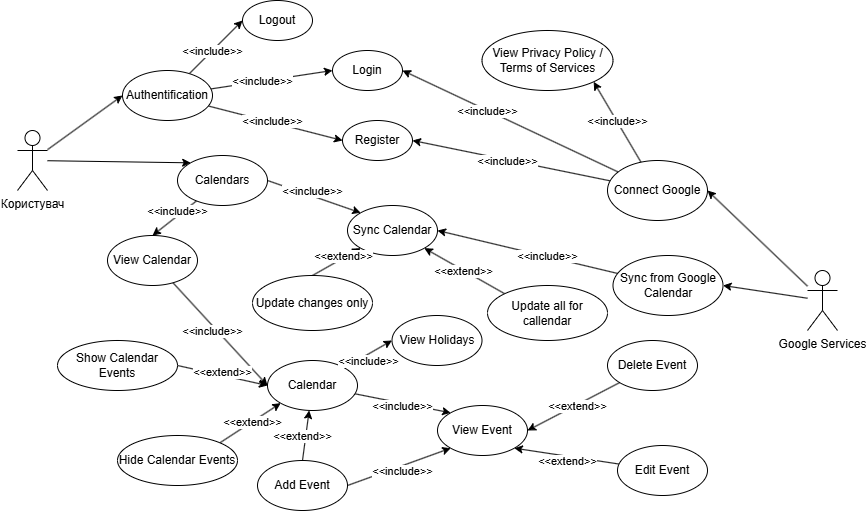 Logout
<<include>>
View Privacy Policy /
Terms of Services
Login
<<include>>
Authentification
<<include>>
<<include>>
<<include>>
Register
<<include>>
Calendars
Connect Google
<<include>>
Користувач
<<include>>
Sync Calendar
<<extend>>
<<include>>
View Calendar
<<extend>>
Sync from Google
Calendar
Update changes only
Update all for
callendar
<<include>>
View Holidays
Google Services
Show Calendar
Events
<<include>>
Delete Event
<<extend>>
Calendar
<<include>>
<<extend>>
<<extend>>
View Event
<<extend>>
Hide Calendar Events
<<extend>>
<<include>>
Edit Event
Add Event